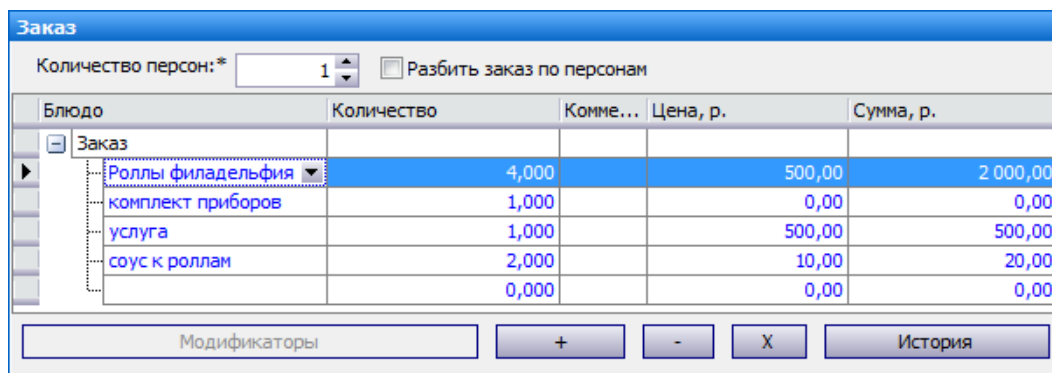 Заказ
Количество персон:* 1 Разбить заказ по персонам
Блюдо Количество Комме... Цена, р. Сумма, р.
Заказ
Роллы филадельфия 4,000 500,00 2 000,00
комплект приборов 1,000 0,00 0,00
услуга 1,000 500,00 500,00
соус к роллам 2,000 10,00 20,00
0,000 0,00 0,00
Модификаторы + - X История